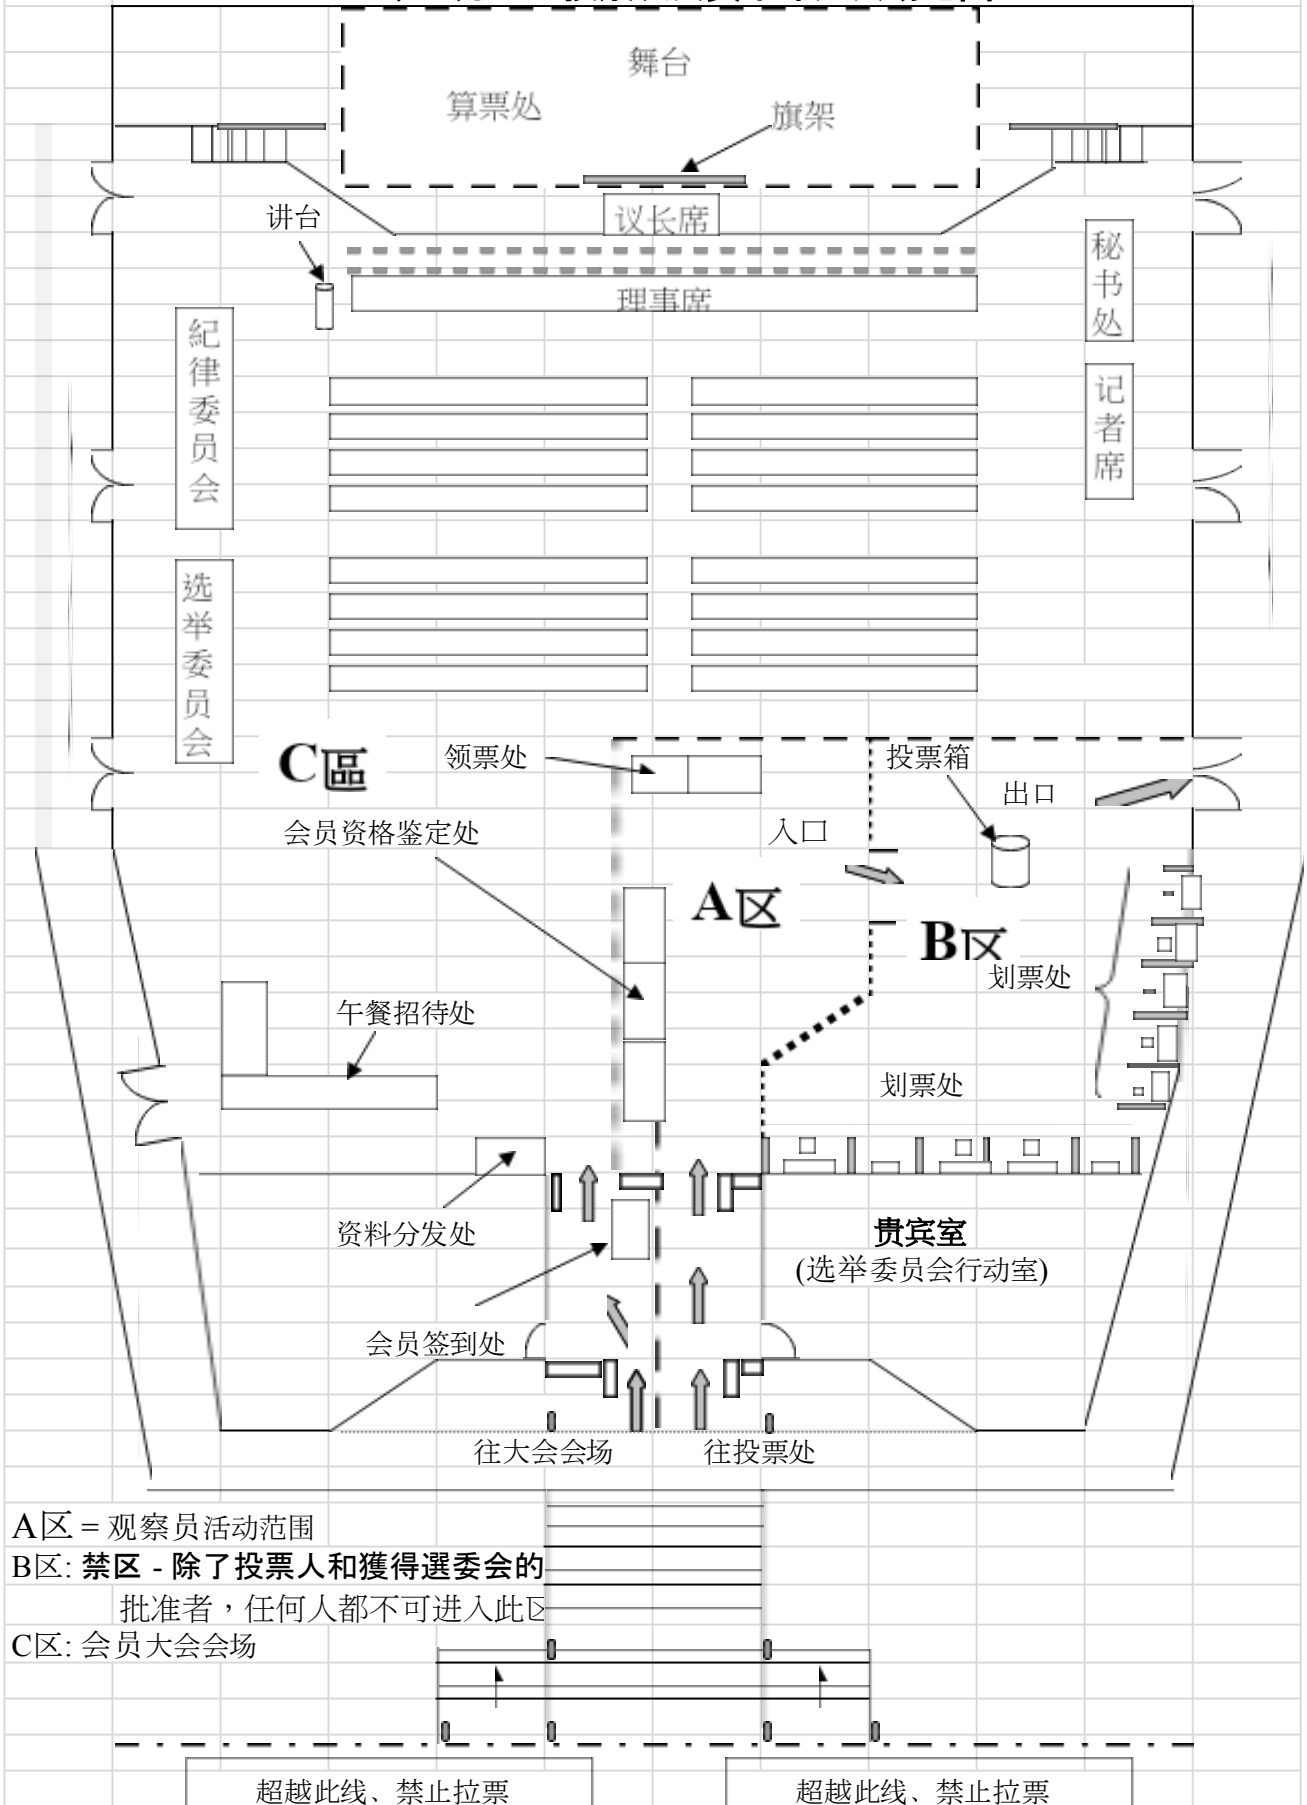 舞台
算票处
旗架
议长席
讲台
理事席
秘书处
紀律委员会
记者席
选举委员会
C區
领票处
投票箱
出口
会员资格鉴定处
入口
A区
B区
划票处
午餐招待处
划票处
资料分发处
贵宾室
(选举委员会行动室)
会员签到处
往大会会场
往投票处
A区 = 观察员活动范围
B区: 禁区 - 除了投票人和獲得選委会的
批准者，任何人都不可进入此区
C区: 会员大会会场
超越此线、禁止拉票
超越此线、禁止拉票